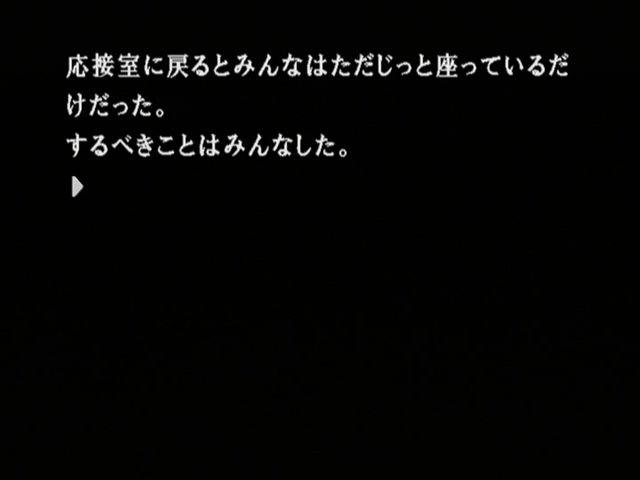 応接室に戻るとみんなはただじっと座っているだ
けだった。
するべきことはみんなした。